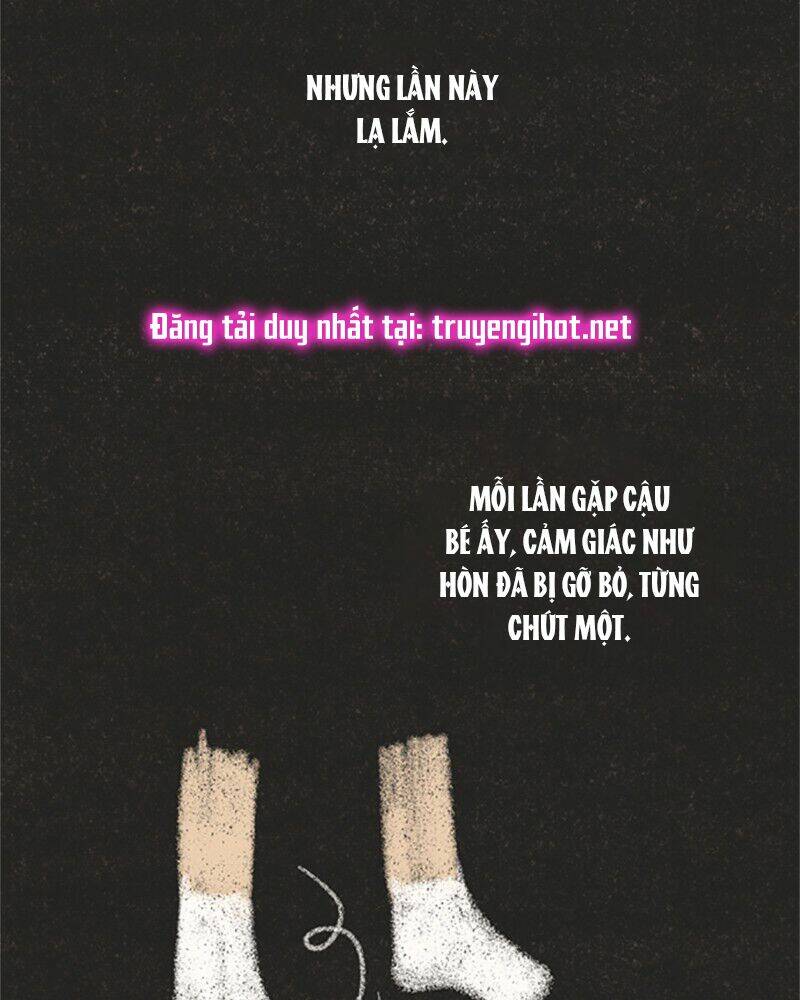 NHƯNG LẦN NÀY
LẠ LẮM.
Đăng tải duy nhất tại: truyengihot.net
MỖI LẦN GẶP CẬU
BÉ ẤY, CẢM GIÁC NHƯ
HÒN ĐÃ BỊ GỠ BỎ, TỪNG
CHÚT MỘT.